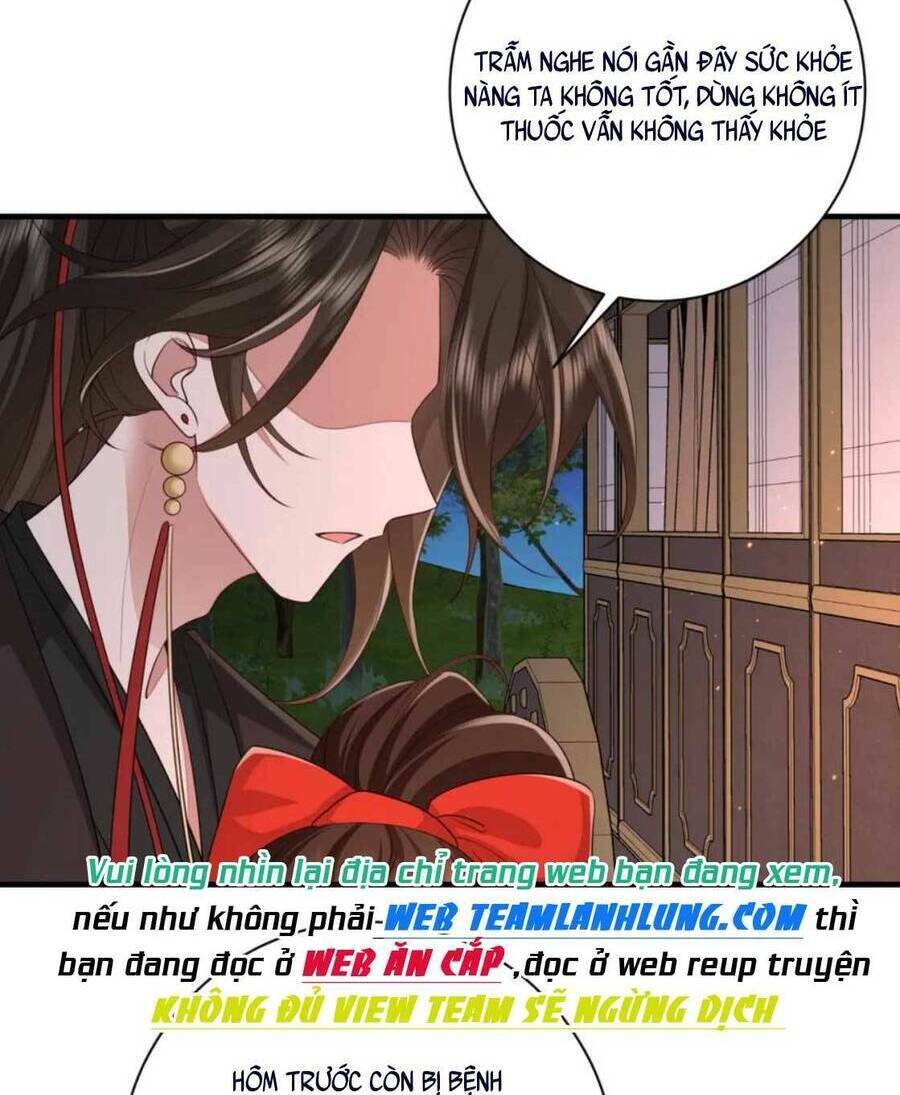 TRẪM NGHE NÓI GẦN ĐÂY SỨC KHỎE
NÀNG TA KHÔNG TỐT, DÙNG KHÔNG ÍT
THUỐC VẪN KHÔNG THẤY KHỎE
Vui lòng nhìn lại địa chỉ trang web bạn đang xem,
nếu như không phải WEB TEAMLANHLUNG.COM thì
bạn đang đọc ở WEB ĂN CẮP ,đọc ở web reup truyện
KHÔNG ĐỦ VIEW TEAM SẼ NGỪNG DỊCH
HÔM TRƯỚC CÒN BỊ BỆNH